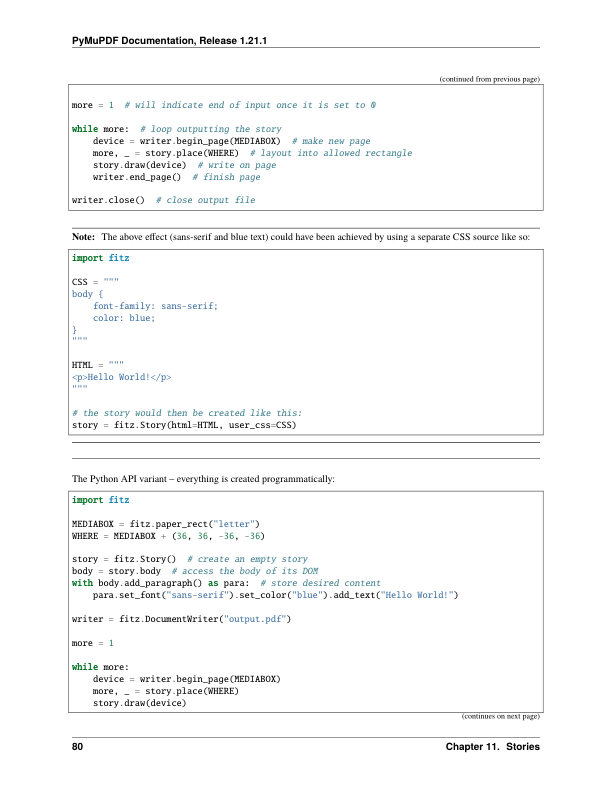 PyMuPDF Documentation, Release 1.21.1
(continued from previous page)
more = 1  # will indicate end of input once it is set to 0
while more:  # loop outputting the story
    device = writer.begin_page(MEDIABOX)  # make new page
    more, _ = story.place(WHERE)  # layout into allowed rectangle
    story.draw(device)  # write on page
    writer.end_page()  # finish page
writer.close()  # close output file
Note: The above effect (sans-serif and blue text) could have been achieved by using a separate CSS source like so:
import fitz
CSS = """
body {
    font-family: sans-serif;
    color: blue;
}
"""
HTML = """
<p>Hello World!</p>
"""
# the story would then be created like this:
story = fitz.Story(html=HTML, user_css=CSS)
The Python API variant – everything is created programmatically:
import fitz
MEDIABOX = fitz.paper_rect("letter")
WHERE = MEDIABOX + (36, 36, -36, -36)
story = fitz.Story()  # create an empty story
body = story.body  # access the body of its DOM
with body.add_paragraph() as para:  # store desired content
    para.set_font("sans-serif").set_color("blue").add_text("Hello World!")
writer = fitz.DocumentWriter("output.pdf")
more = 1
while more:
    device = writer.begin_page(MEDIABOX)
    more, _ = story.place(WHERE)
    story.draw(device)
(continues on next page)
80 Chapter 11. Stories